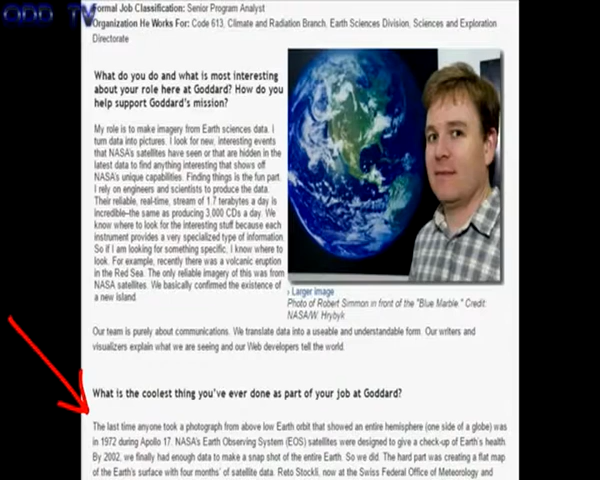 ODD TV
Formal Job Classification: Senior Program Analyst
Organization He Works For: Code 613, Climate and Radiation Branch, Earth Sciences Division, Sciences and Exploration
Directorate
What do you do and what is most interesting
about your role here at Goddard? How do you
help support Goddard's mission?
My role is to make imagery from Earth sciences data. I
turn data into pictures. I look for new, interesting events
that NASA's satellites have seen or that are hidden in the
latest data to find anything interesting that shows off
NASA's unique capabilities. Finding things is the fun part.
I rely on engineers and scientists to produce the data.
Their reliable, real-time, stream of 1.7 terabytes a day is
incredible–the same as producing 3,000 CDs a day. We
know where to look for the interesting stuff because each
instrument provides a very specialized type of information.
So if I am looking for something specific, I know where to
look. For example, recently there was a volcanic eruption
in the Red Sea. The only reliable imagery of this was from
NASA satellites. We basically confirmed the existence of
a new island.
› Larger image
Photo of Robert Simmon in front of the "Blue Marble." Credit:
NASA/W. Hrybyk
Our team is purely about communications. We translate data into a useable and understandable form. Our writers and
visualizers explain what we are seeing and our Web developers tell the world.
What is the coolest thing you've ever done as part of your job at Goddard?
The last time anyone took a photograph from above low Earth orbit that showed an entire hemisphere (one side of a globe) was
in 1972 during Apollo 17. NASA's Earth Observing System (EOS) satellites were designed to give a check-up of Earth's health.
By 2002, we finally had enough data to make a snap shot of the entire Earth. So we did. The hard part was creating a flat map
of the Earth's surface with four months' of satellite data. Reto Stockli, now at the Swiss Federal Office of Meteorology and